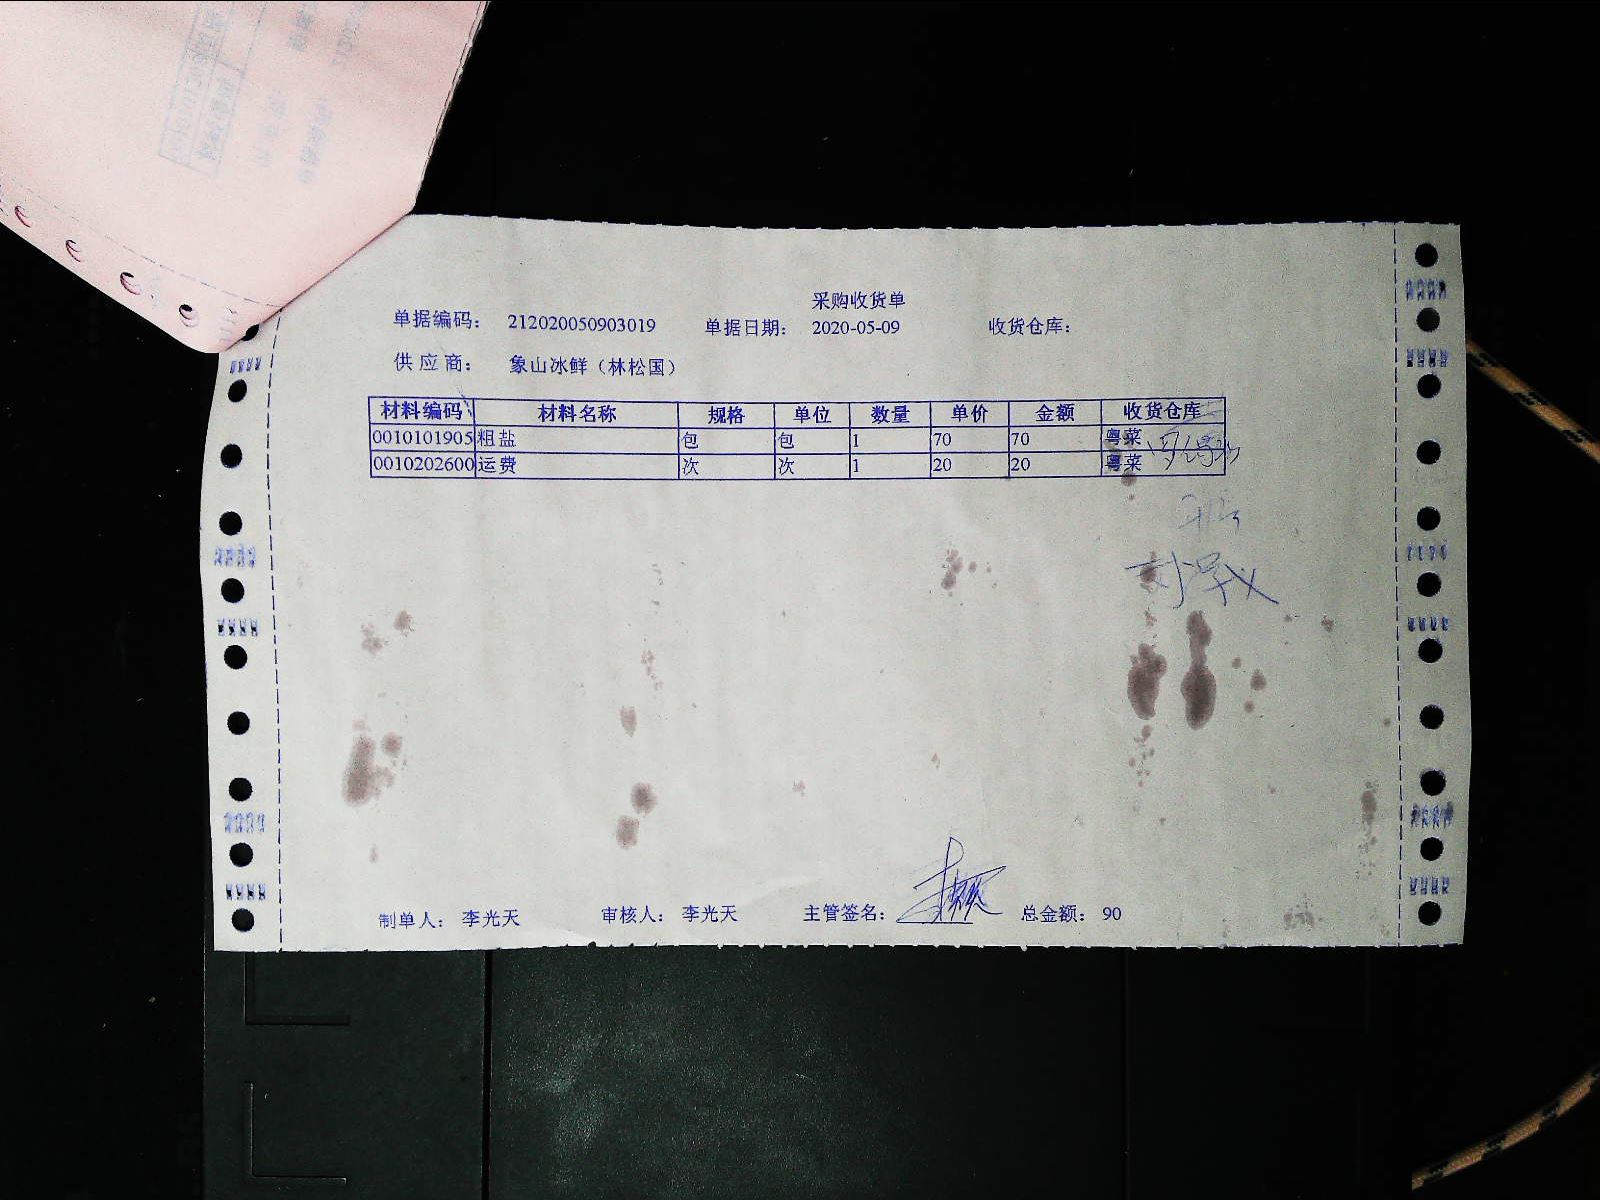 采购收货单
单据编码： 212020050903019 单据日期： 2020-05-09 收货仓库：
供 应 商： 象山冰鲜（林松国）
材料编码 材料名称 规格 单位 数量 单价 金额 收货仓库
0010101905 粗盐 包 包 1 70 70 粤菜
0010202600 运费 次 次 1 20 20 粤菜
制单人： 李光天 审核人： 李光天 主管签名： 总金额： 90